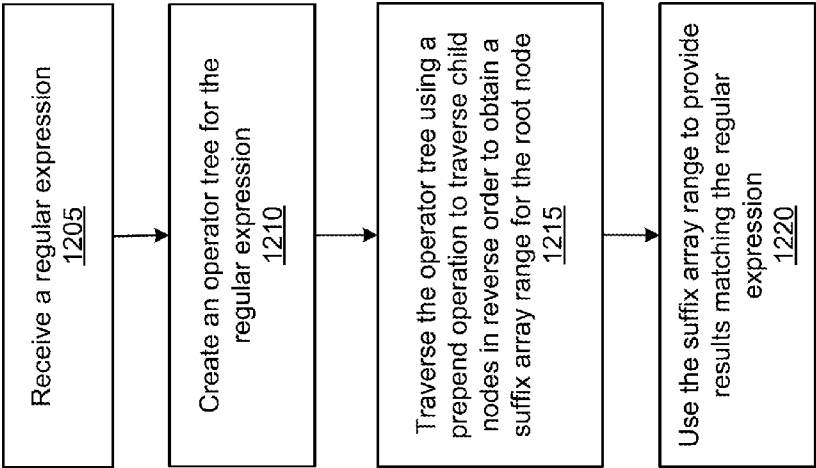 Receive a regular expression
1205
Create an operator tree for the
regular expression
1210
Traverse the operator tree using a
prepend operation to traverse child
nodes in reverse order to obtain a
suffix array range for the root node
1215
Use the suffix array range to provide
results matching the regular
expression
1220